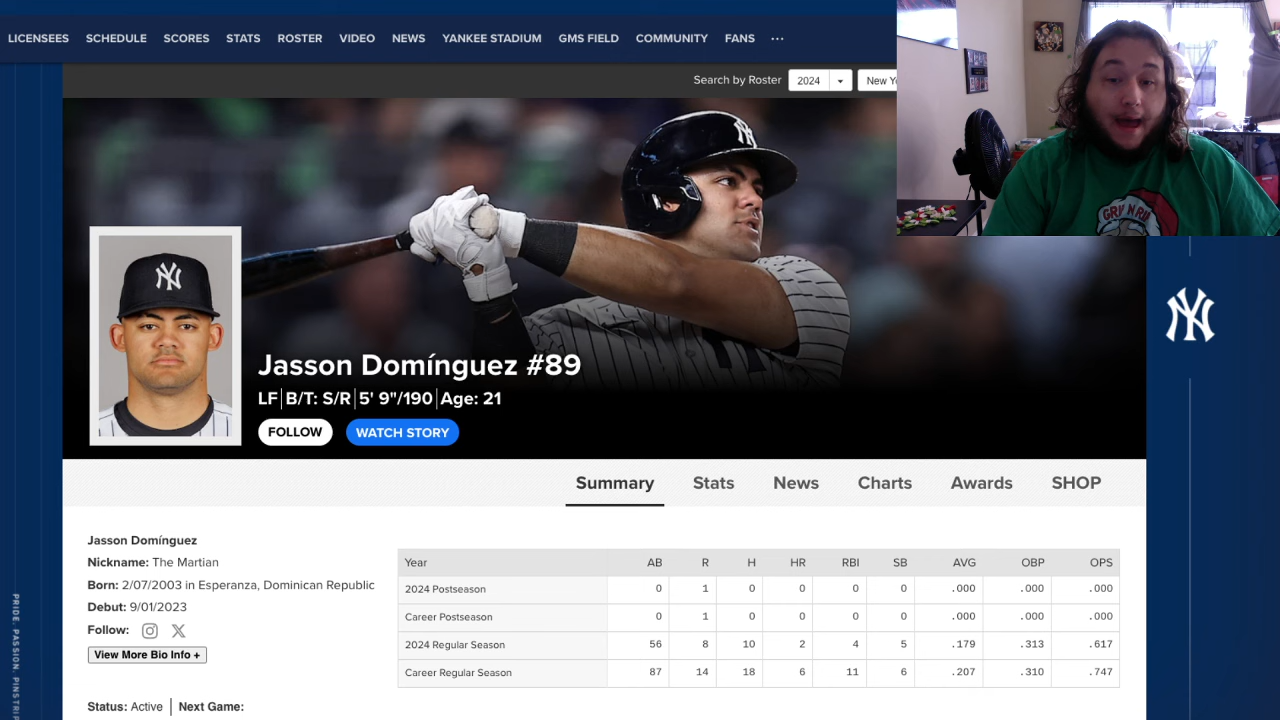 LICENSEES SCHEDULE SCORES STATS ROSTER VIDEO NEWS YANKEE STADIUM GMS FIELD COMMUNITY FANS ...
Search by Roster 2024 New Yo
Jasson Domínguez #89
LF B/T: S/R 5' 9"/190 Age: 21
FOLLOW WATCH STORY
Summary Stats News Charts Awards SHOP
Jasson Domínguez
Nickname: The Martian
Born: 2/07/2003 in Esperanza, Dominican Republic
Debut: 9/01/2023
Follow:
View More Bio Info +
Status: Active Next Game:
Year AB R H HR RBI SB AVG OBP OPS
2024 Postseason 0 1 0 0 0 0 .000 .000 .000
Career Postseason 0 1 0 0 0 0 .000 .000 .000
2024 Regular Season 56 8 10 2 4 5 .179 .313 .617
Career Regular Season 87 14 18 6 11 6 .207 .310 .747
PRIDE. PASSION. PINSTRIP
NY
NY
NY